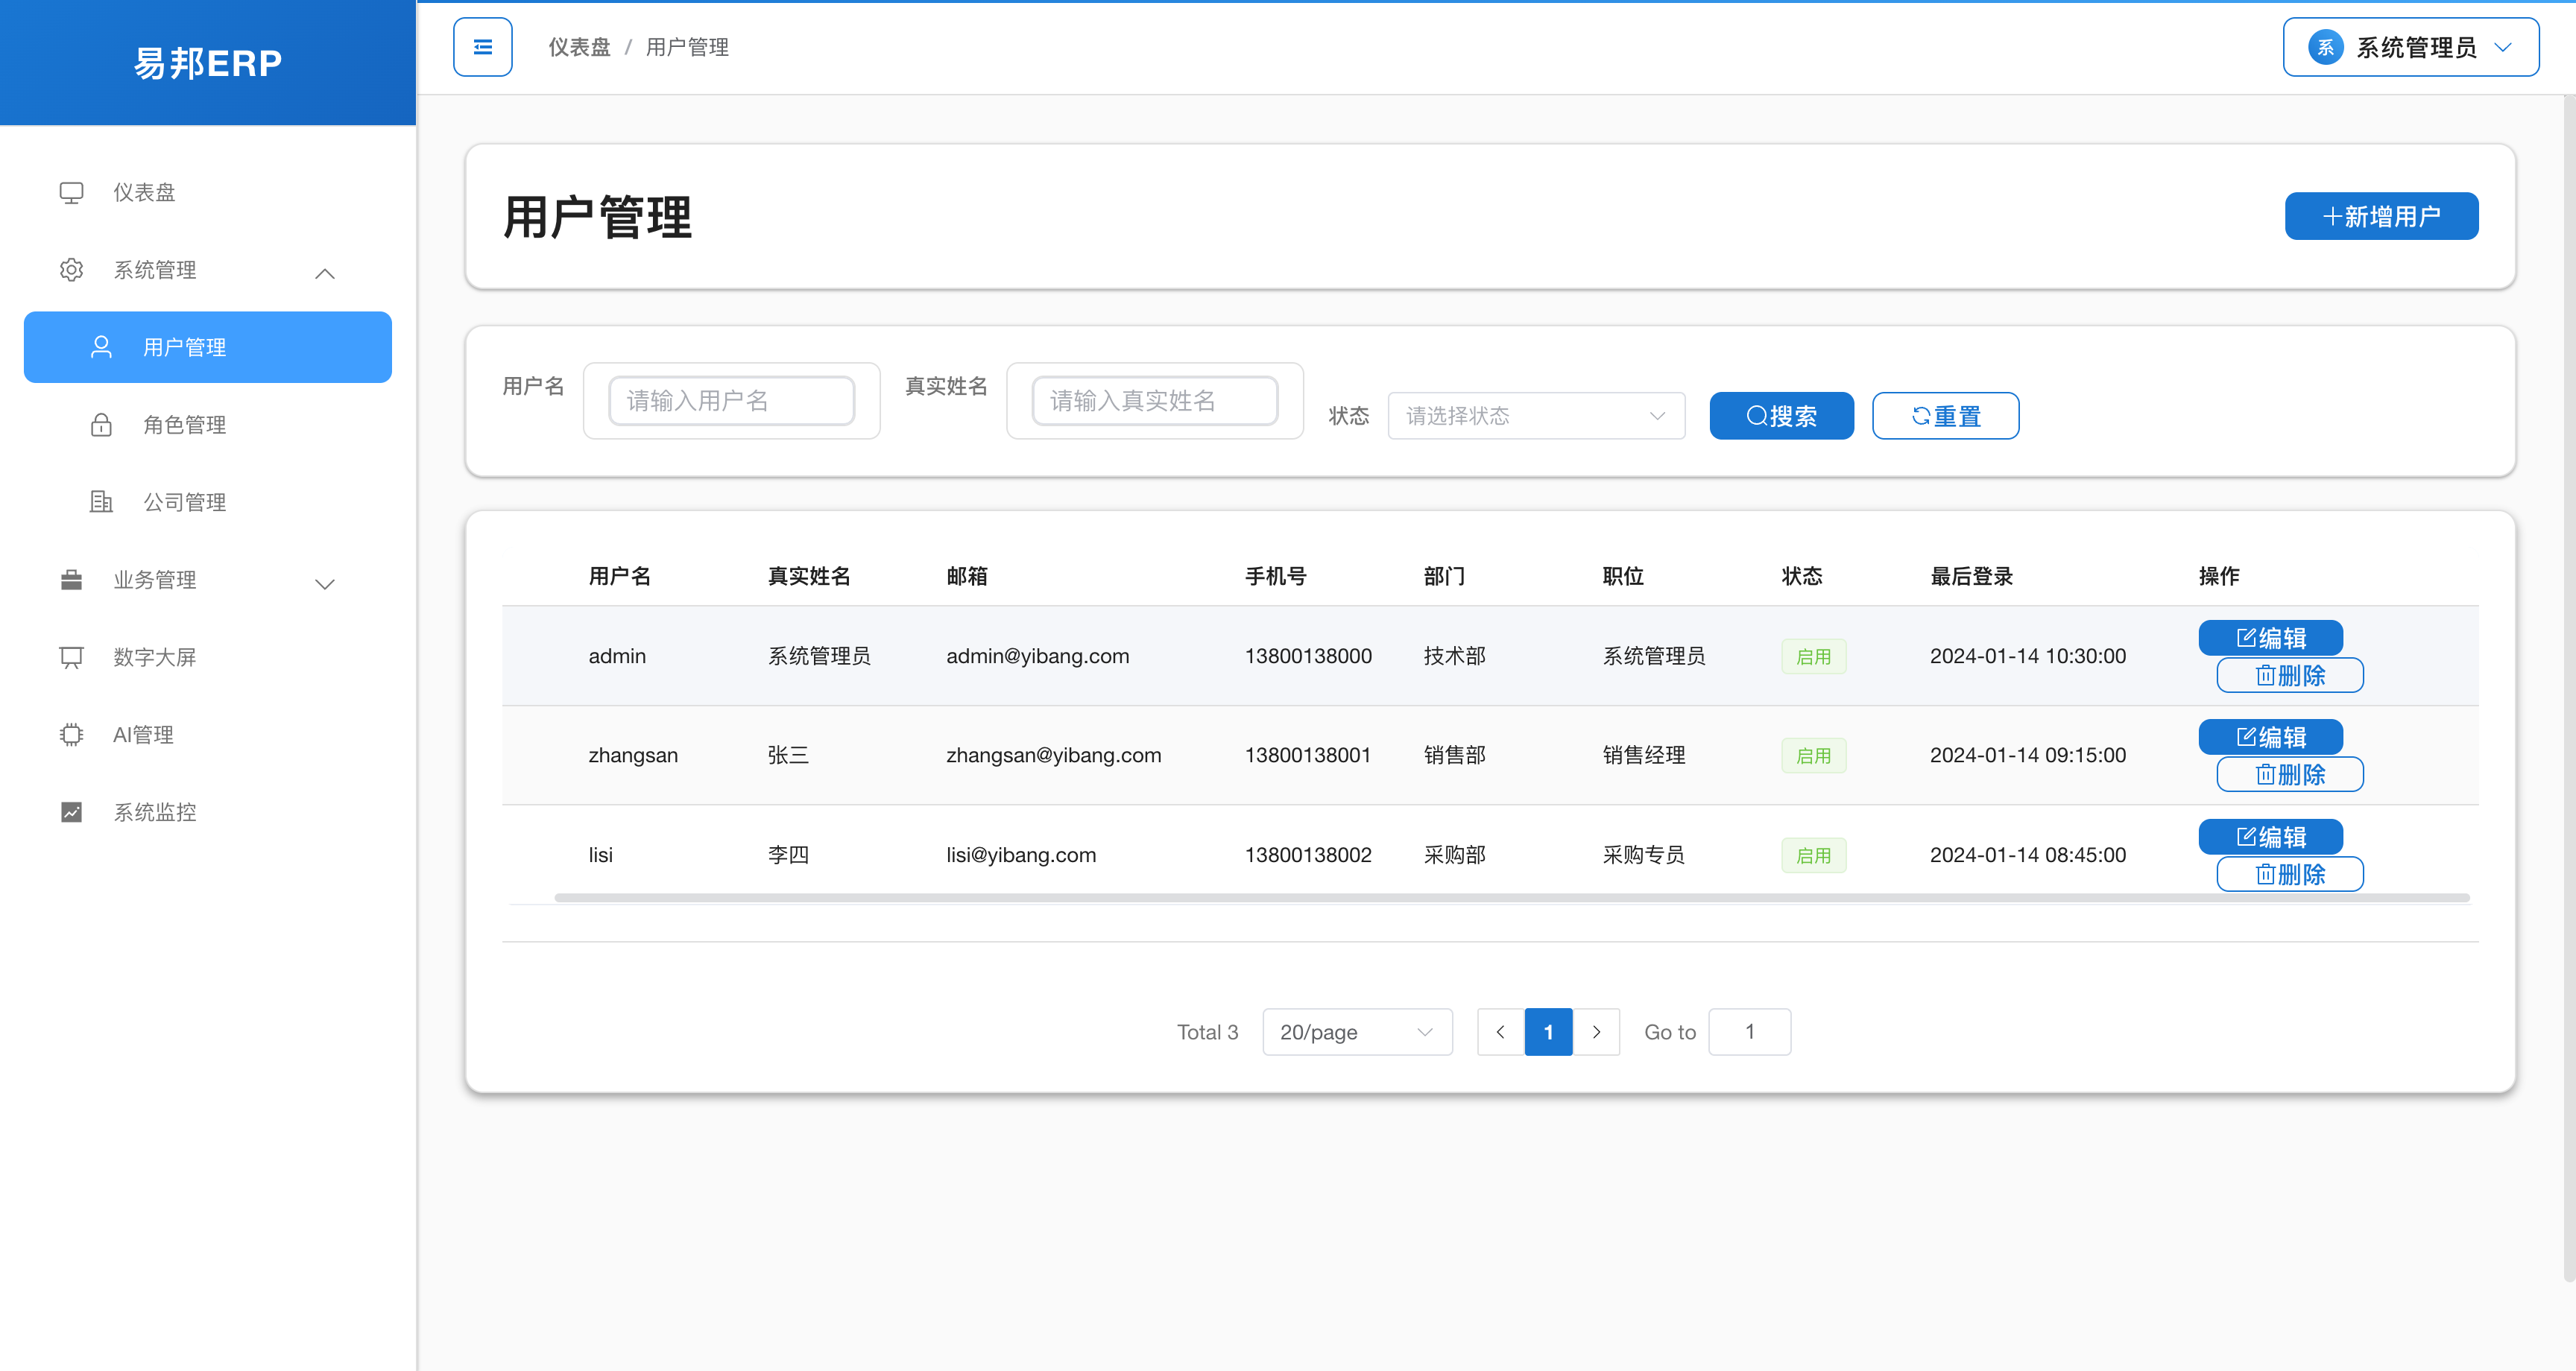 易邦ERP
仪表盘 / 用户管理
系 系统管理员
仪表盘
系统管理
用户管理
角色管理
公司管理
业务管理
数字大屏
AI管理
系统监控
用户管理
新增用户
用户名 请输入用户名 真实姓名 请输入真实姓名 状态 请选择状态 搜索 重置
用户名 真实姓名 邮箱 手机号 部门 职位 状态 最后登录 操作
admin 系统管理员 admin@yibang.com 13800138000 技术部 系统管理员 启用 2024-01-14 10:30:00 编辑
删除
zhangsan 张三 zhangsan@yibang.com 13800138001 销售部 销售经理 启用 2024-01-14 09:15:00 编辑
删除
lisi 李四 lisi@yibang.com 13800138002 采购部 采购专员 启用 2024-01-14 08:45:00 编辑
删除
Total 3 20/page 1 Go to 1